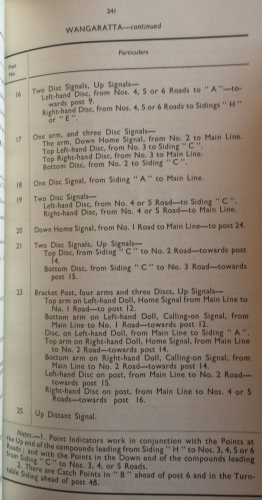 241
WANGARATTA—continued
Post No.
Particulars
16 Two Disc Signals, Up Signals—
Left-hand Disc, from Nos. 4, 5 or 6 Roads to "A"—to-
wards post 9.
Right-hand Disc, from Nos. 4, 5 or 6 Roads to Sidings "H"
or "E".
17 One arm, and three Disc Signals—
The arm, Down Home Signal, from No. 2 to Main Line.
Top Left-hand Disc, from No. 3 to Siding "C".
Top Right-hand Disc, from No. 3 to Main Line.
Bottom Disc, from No. 2 to Siding "C".
18 One Disc Signal, from Siding "A" to Main Line.
19 Two Disc Signals—
Left-hand Disc, from No. 4 or 5 Road—to Siding "C".
Right-hand Disc, from No. 4 or 5 Road—to Main Line.
20 Down Home Signal, from No. 1 Road to Main Line—to post 24.
21 Two Disc Signals, Up Signals—
Top Disc, from Siding "C" to No. 2 Road—towards post
14.
Bottom Disc, from Siding "C" to No. 3 Road—towards
post 15.
23 Bracket Post, four arms and three Discs, Up Signals—
Top arm on Left-hand Doll, Home Signal from Main Line to
No. 1 Road—to post 12.
Bottom arm on Left-hand Doll, Calling-on Signal, from
Main Line to No. 1 Road—towards post 12.
Disc, on Left-hand Doll, from Main Line to Siding "A".
Top arm on Right-hand Doll, Home Signal from Main Line
to No. 2 Road—towards post 14.
Bottom arm on Right-hand Doll, Calling-on Signal, from
Main Line to No. 2 Road—towards post 14.
Left-hand Disc on post, from Main Line to No. 2 Road—
towards post 15.
Right-hand Disc on post, from Main Line to Nos. 4 or 5
Roads—towards post 16.
25 Up Distant Signal.
Notes.—1. Point Indicators work in conjunction with the Points at
the Up end of the compounds leading from Siding "H" to Nos. 3, 4, 5 or 6
Roads; and with the Points in the Down end of the compounds leading
from Siding "C" to Nos. 3, 4, or 5 Roads.
2. There are Catch Points in "B" ahead of post 6 and in the Turn-
table Siding ahead of post 48.